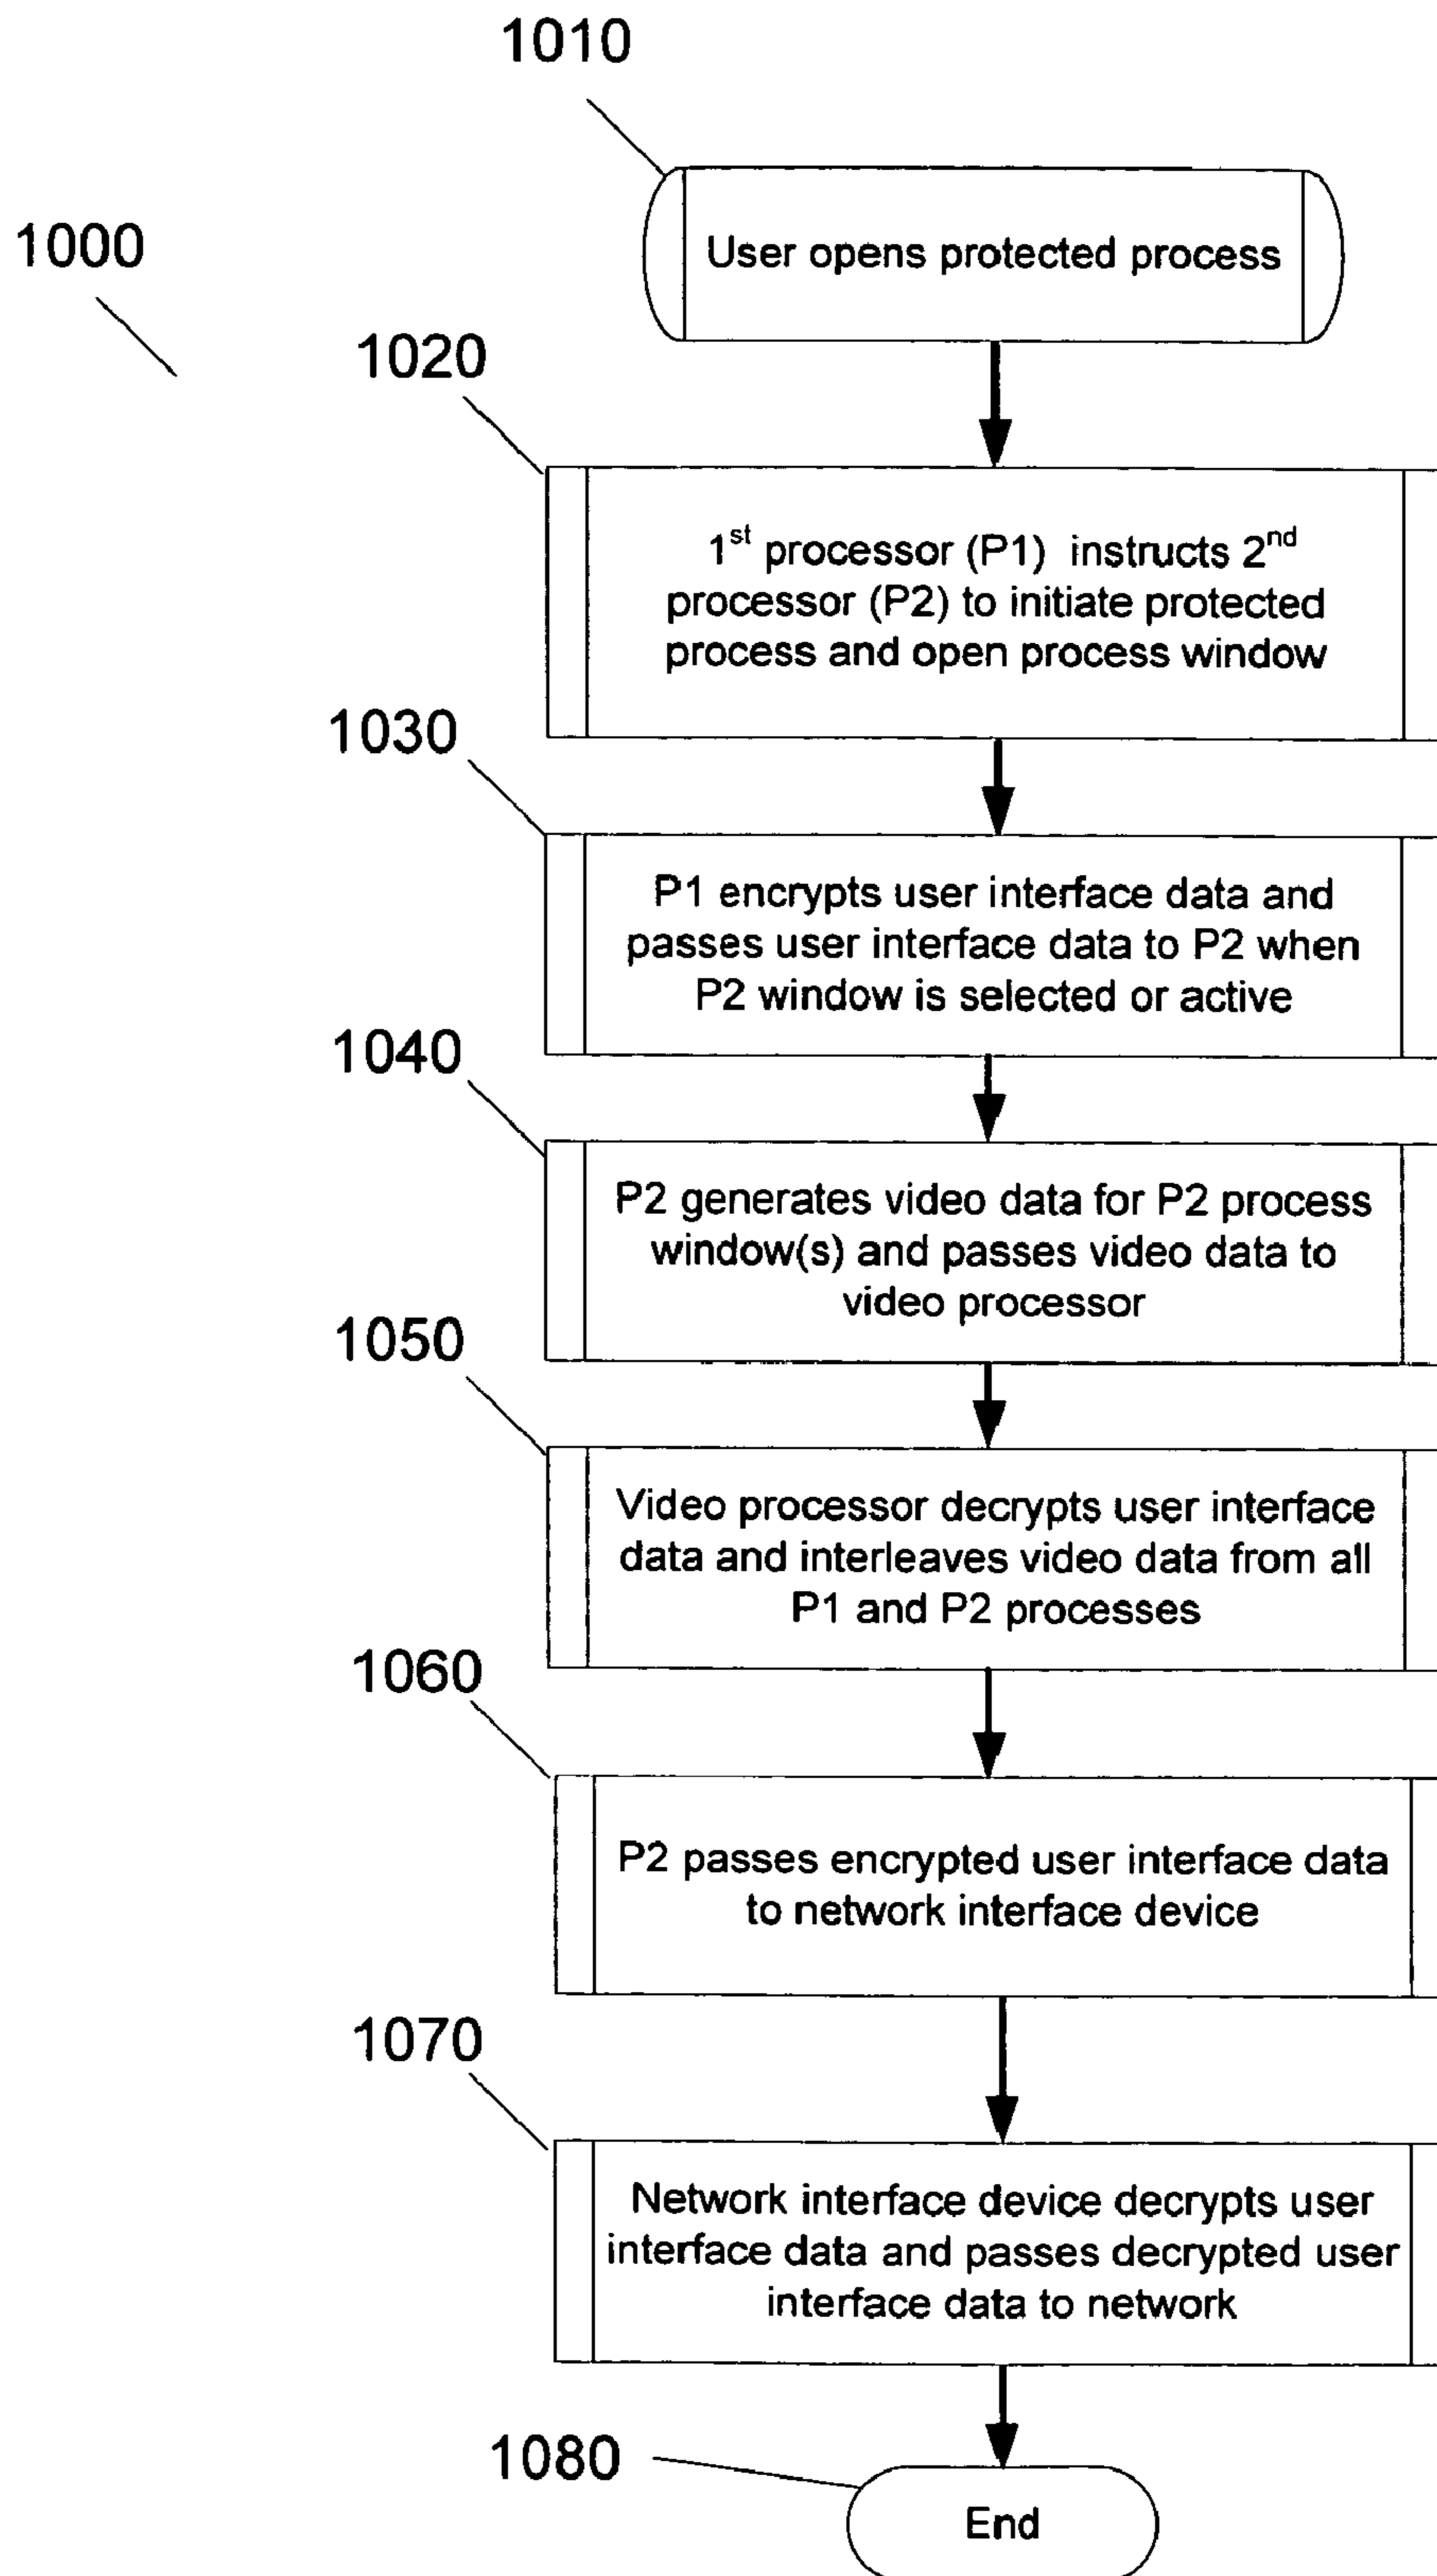 1010
User opens protected process
1000
1020
1st processor (P1) instructs 2nd
processor (P2) to initiate protected
process and open process window
1030
P1 encrypts user interface data and
passes user interface data to P2 when
P2 window is selected or active
1040
P2 generates video data for P2 process
window(s) and passes video data to
video processor
1050
Video processor decrypts user interface
data and interleaves video data from all
P1 and P2 processes
1060
P2 passes encrypted user interface data
to network interface device
1070
Network interface device decrypts user
interface data and passes decrypted user
interface data to network
1080
End